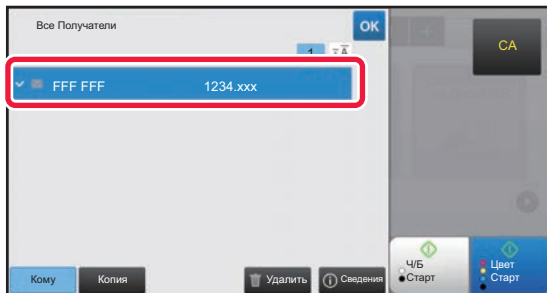 Все Получатели
OK
CA
1
FFF FFF 1234.xxx
Кому
Копия
Удалить
Сведения
Ч/Б
Старт
Цвет
Старт